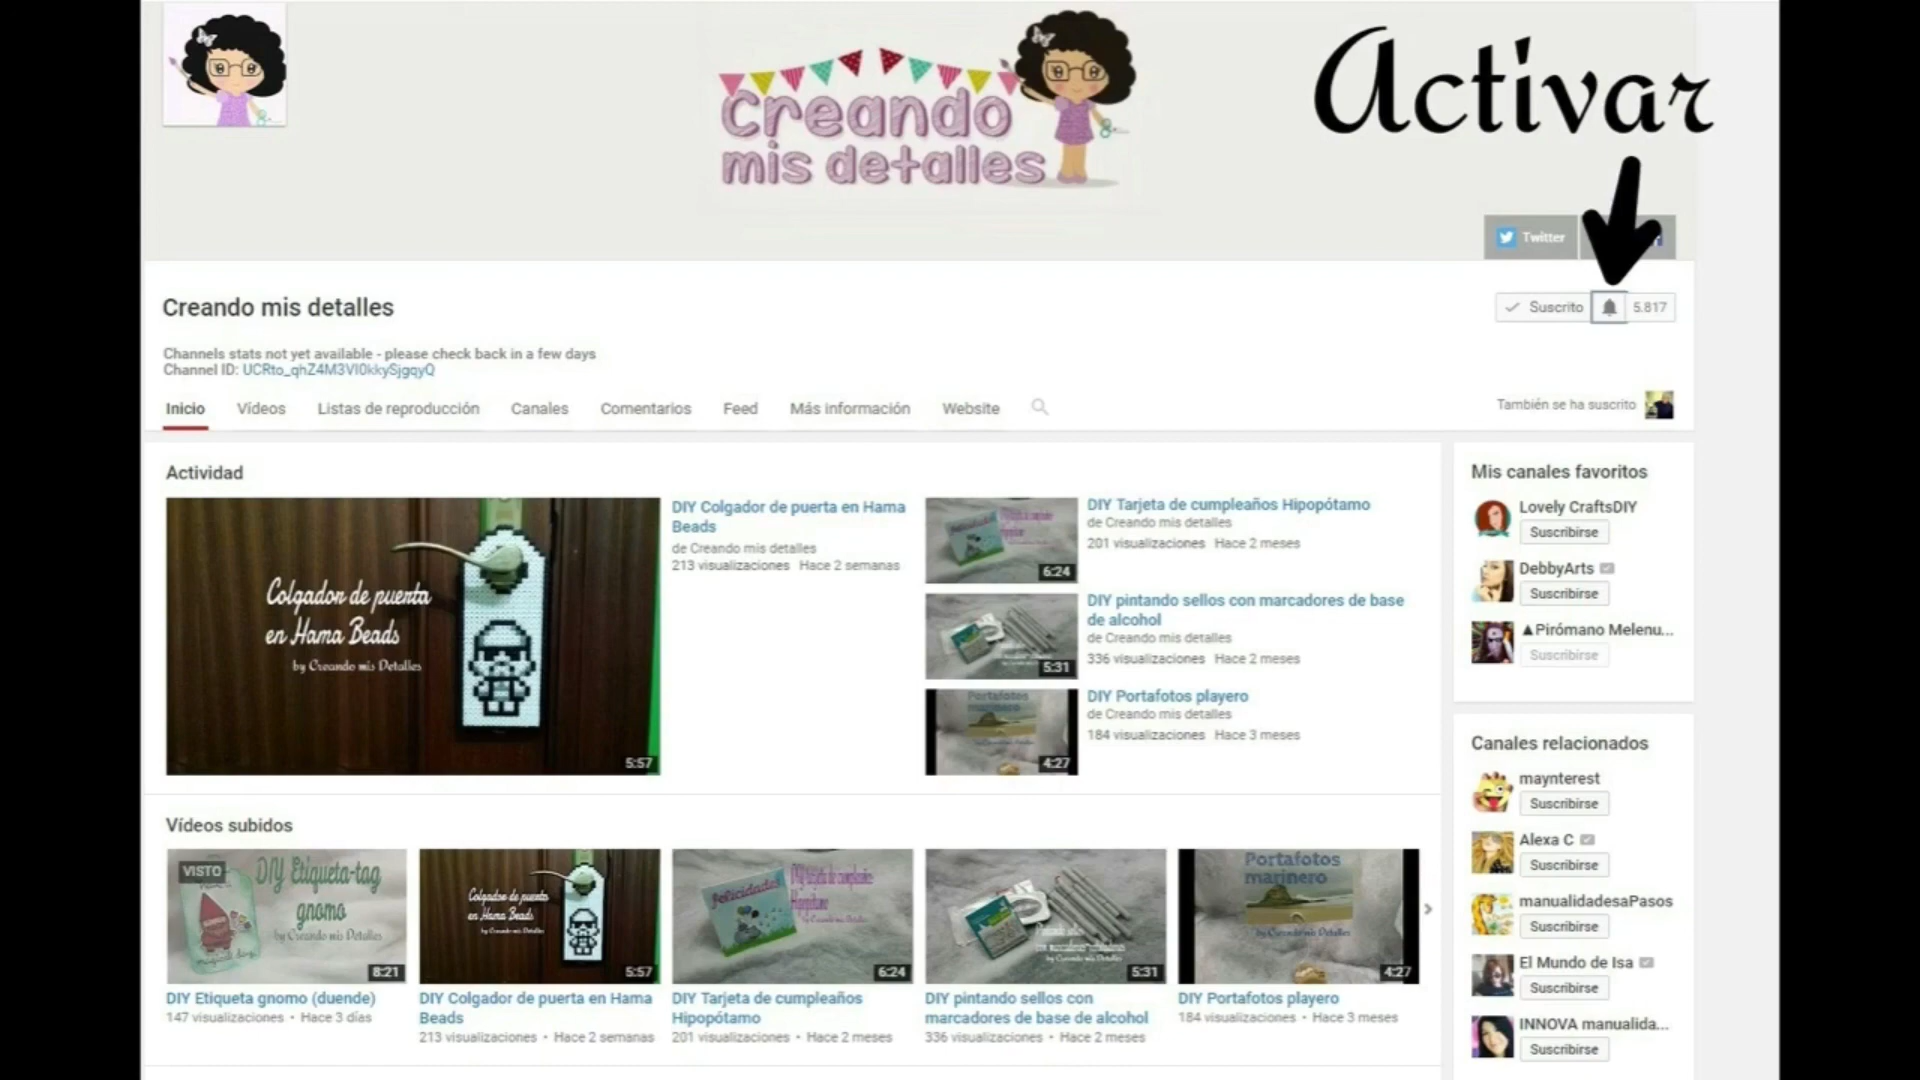 Creando
mis detalles
Activar
Twitter
Creando mis detalles
Suscrito
5.817
Channels stats not yet available - please check back in a few days
Channel ID: UCRto_qhZ4M3VI0kkySjgqyQ
Inicio
Vídeos
Listas de reproducción
Canales
Comentarios
Feed
Más información
Website
También se ha suscrito
Actividad
Colgador de puerta
en Hama Beads
by Creando mis Detalles
5:57
DIY Colgador de puerta en Hama
Beads
de Creando mis detalles
213 visualizaciones Hace 2 semanas
6:24
DIY Tarjeta de cumpleaños Hipopótamo
de Creando mis detalles
201 visualizaciones Hace 2 meses
5:31
DIY pintando sellos con marcadores de base
de alcohol
de Creando mis detalles
336 visualizaciones Hace 2 meses
Portafotos
marinero
4:27
DIY Portafotos playero
de Creando mis detalles
184 visualizaciones Hace 3 meses
Vídeos subidos
VISTO
DIY Etiqueta-tag
gnomo
by Creando mis Detalles
8:21
DIY Etiqueta gnomo (duende)
147 visualizaciones • Hace 3 días
Colgador de puerta
en Hama Beads
by Creando mis Detalles
5:57
DIY Colgador de puerta en Hama
Beads
213 visualizaciones • Hace 2 semanas
Felicidades
6:24
DIY Tarjeta de cumpleaños
Hipopótamo
201 visualizaciones • Hace 2 meses
by Creando mis Detalles
5:31
DIY pintando sellos con
marcadores de base de alcohol
336 visualizaciones • Hace 2 meses
Portafotos
marinero
by Creando mis Detalles
4:27
DIY Portafotos playero
184 visualizaciones • Hace 3 meses
Mis canales favoritos
Lovely CraftsDIY
Suscribirse
DebbyArts
Suscribirse
▲Pirómano Melenu...
Suscribirse
Canales relacionados
maynterest
Suscribirse
Alexa C
Suscribirse
manualidadesaPasos
Suscribirse
El Mundo de Isa
Suscribirse
INNOVA manualida...
Suscribirse